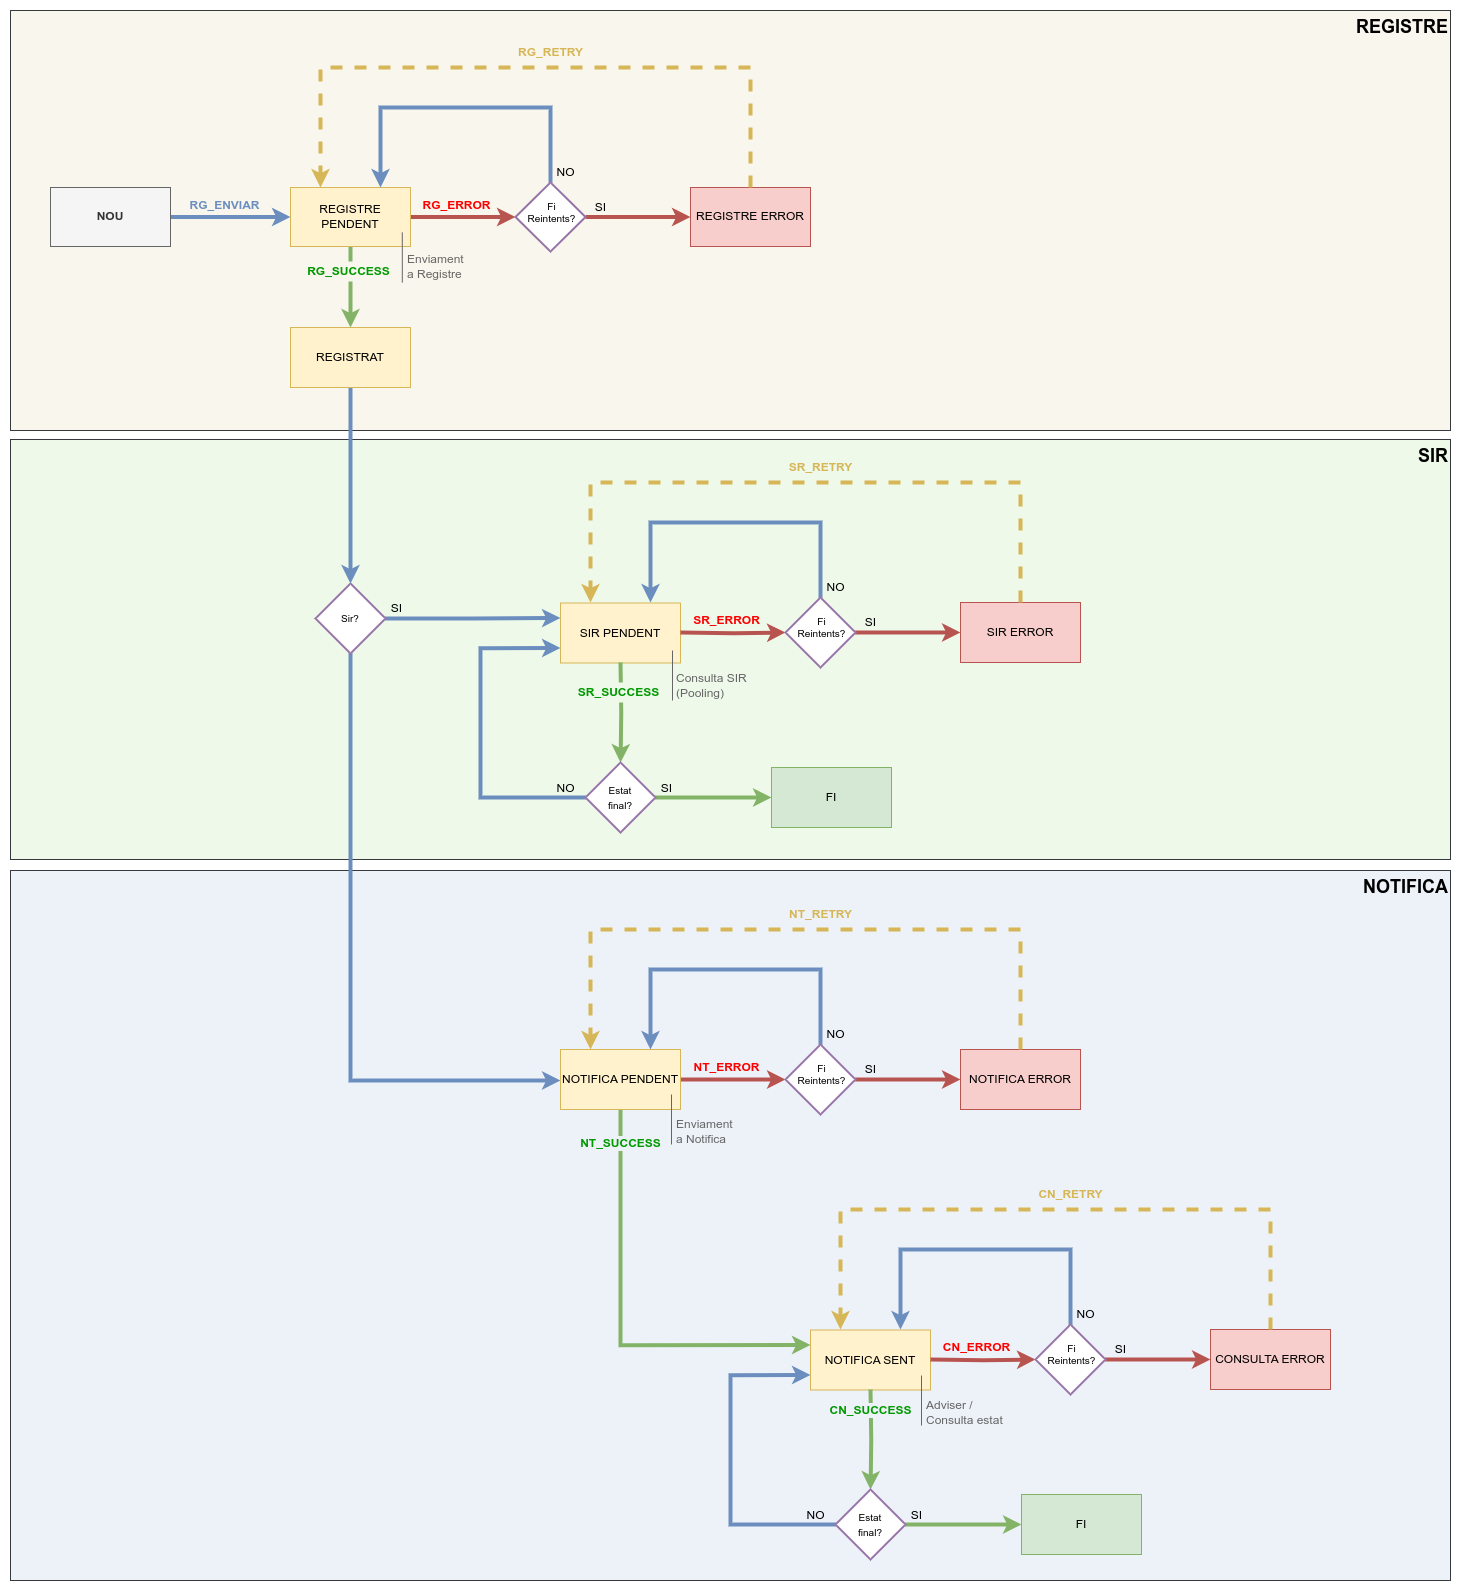 REGISTRE
RG_RETRY
NO
NOU
RG_ENVIAR
REGISTRE
PENDENT
RG_ERROR
Fi
Reintents?
SI
REGISTRE ERROR
RG_SUCCESS
Enviament
a Registre
REGISTRAT
SIR
SR_RETRY
NO
Sir?
SI
SIR PENDENT
SR_ERROR
Fi
Reintents?
SI
SIR ERROR
SR_SUCCESS
Consulta SIR
(Pooling)
NO
Estat
final?
SI
FI
NOTIFICA
NT_RETRY
NO
NOTIFICA PENDENT
NT_ERROR
Fi
Reintents?
SI
NOTIFICA ERROR
NT_SUCCESS
Enviament
a Notifica
CN_RETRY
NO
NOTIFICA SENT
CN_ERROR
Fi
Reintents?
SI
CONSULTA ERROR
CN_SUCCESS
Adviser /
Consulta estat
NO
Estat
final?
SI
FI